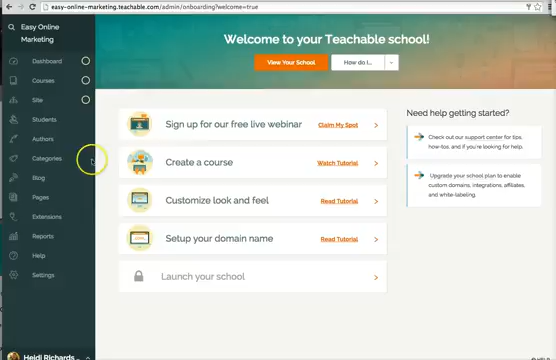 easy-online-marketing.teachable.com/admin/onboarding?welcome=true
Easy Online
Marketing
Dashboard
Courses
Site
Students
Authors
Categories
Blog
Pages
Extensions
Reports
Help
Settings
Heidi Richards
Welcome to your Teachable school!
View Your School
How do I...
Sign up for our free live webinar
Claim My Spot
Create a course
Watch Tutorial
Customize look and feel
Read Tutorial
Setup your domain name
Read Tutorial
Launch your school
Need help getting started?
Check out our support center for tips,
how-tos, and if you're looking for help.
Upgrade your school plan to enable
custom domains, integrations, affiliates,
and white-labeling.
HELP